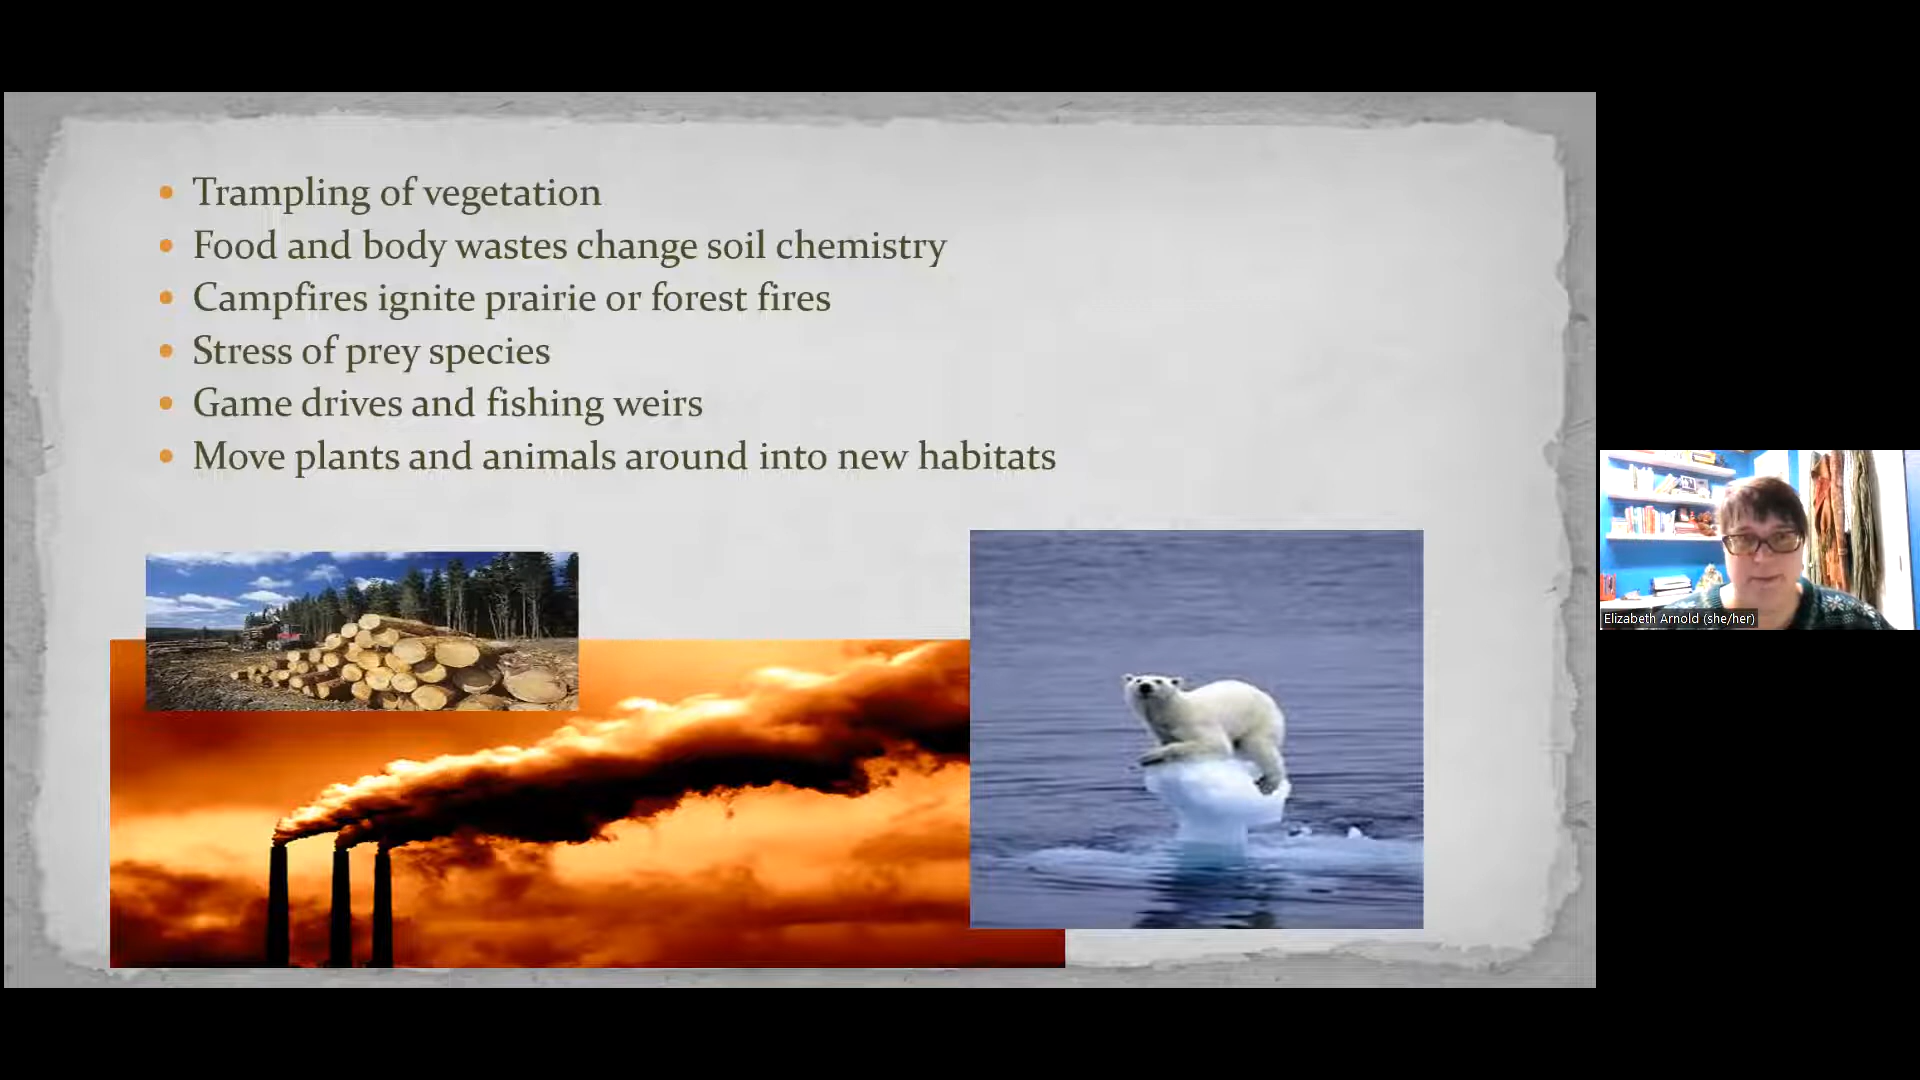 Trampling of vegetation
Food and body wastes change soil chemistry
Campfires ignite prairie or forest fires
Stress of prey species
Game drives and fishing weirs
Move plants and animals around into new habitats
Elizabeth Arnold (she/her)